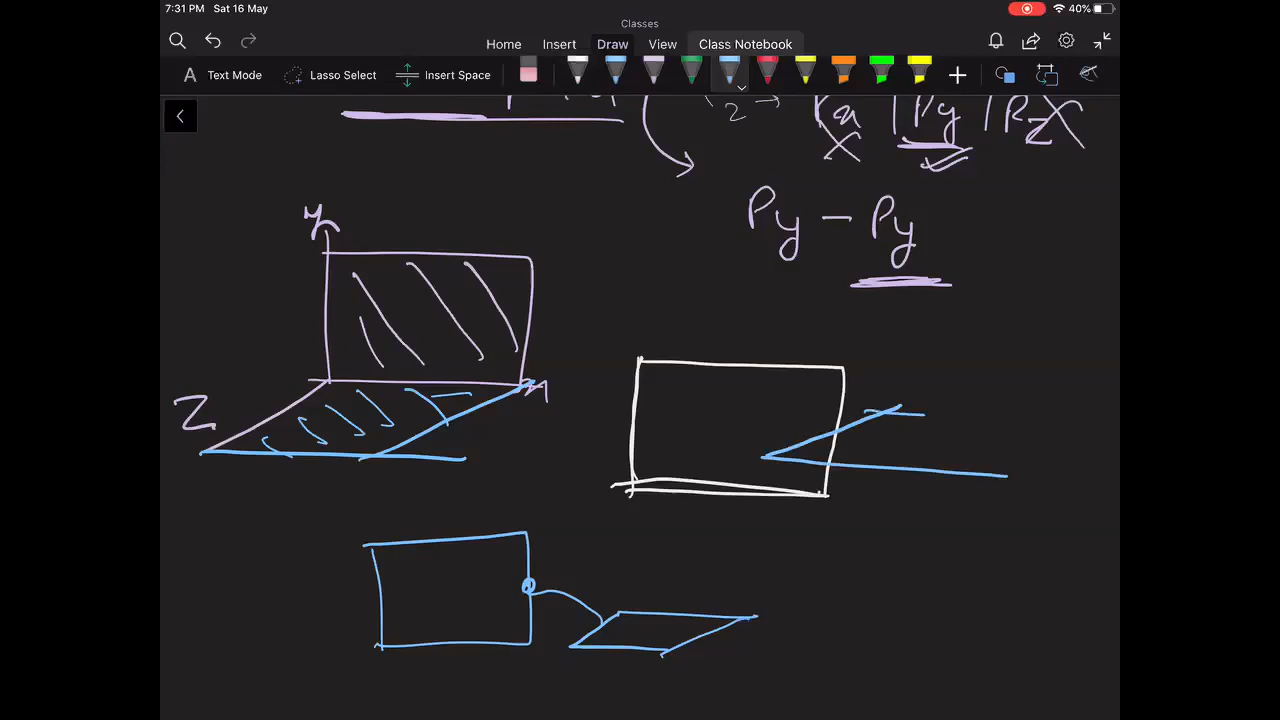 7:31 PM Sat 16 May
40%
Classes
Home Insert Draw View Class Notebook
A Text Mode Lasso Select Insert Space
2 → | Py |
Py - Py
y
Z